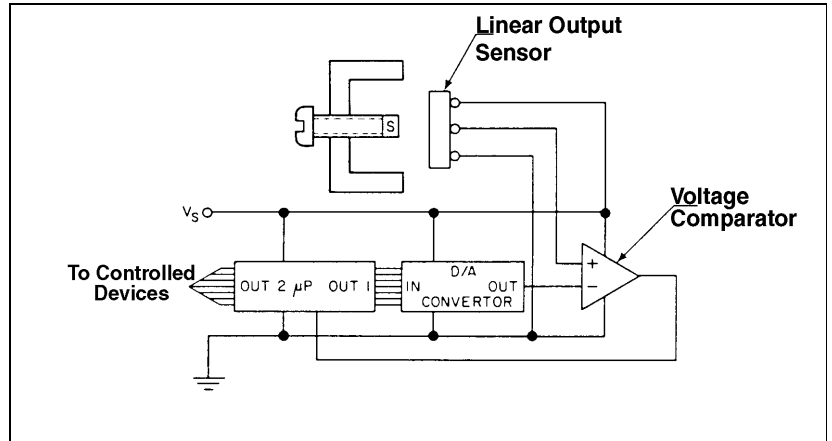 Linear Output
Sensor
S
Voltage
Comparator
VS
To Controlled
Devices
OUT 2 µP OUT 1
D/A
IN OUT
CONVERTOR
+
−